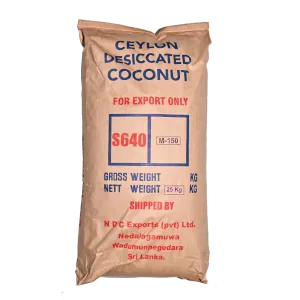 CEYLON
DESICCATED
COCONUT
FOR EXPORT ONLY
S640 M-150
GROSS WEIGHT KG
NETT WEIGHT 25 Kg KG
SHIPPED BY
N D C Exports (pvt) Ltd.
Nedalagamuwa
Wadumunnegedara
Sri Lanka.